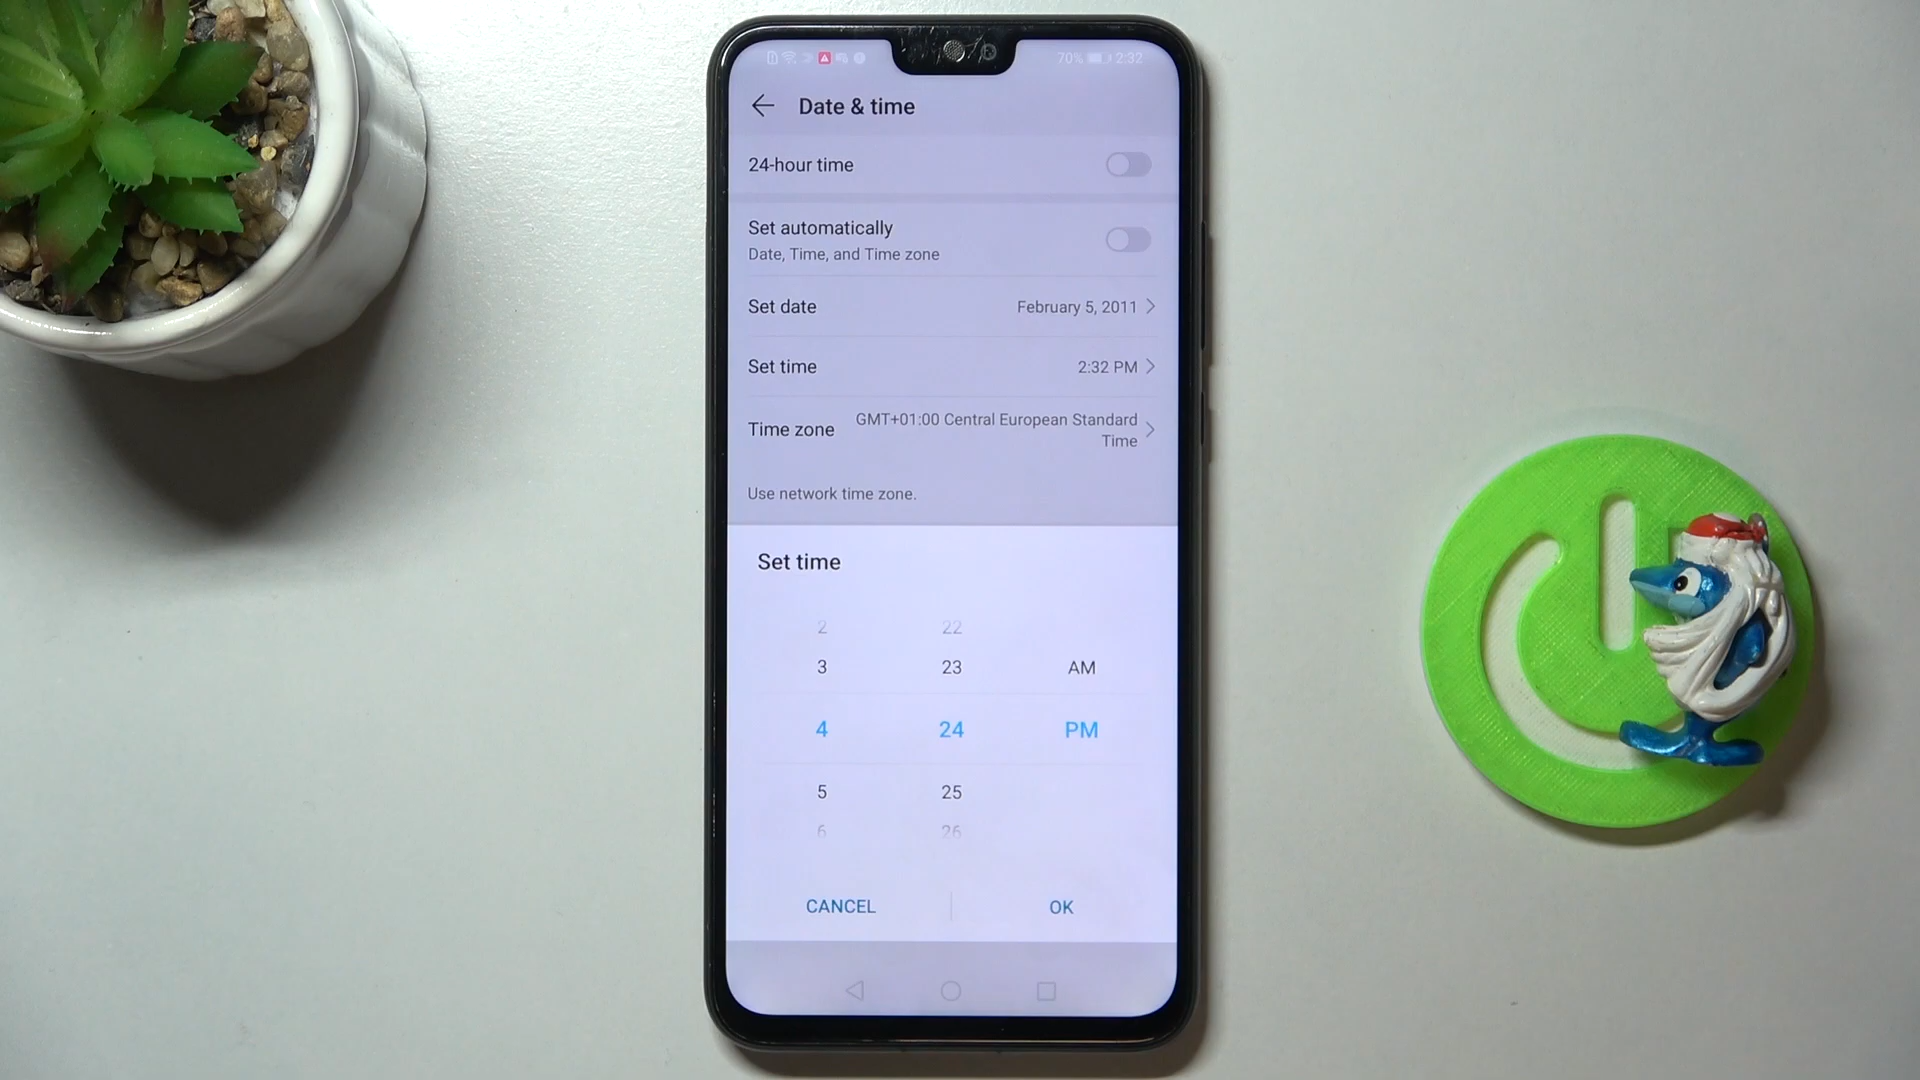 70% 2:32
Date & time
24-hour time
Set automatically
Date, Time, and Time zone
Set date February 5, 2011
Set time 2:32 PM
Time zone GMT+01:00 Central European Standard
Time
Use network time zone.
Set time
2 22
3 23 AM
4 24 PM
5 25
6 26
CANCEL OK